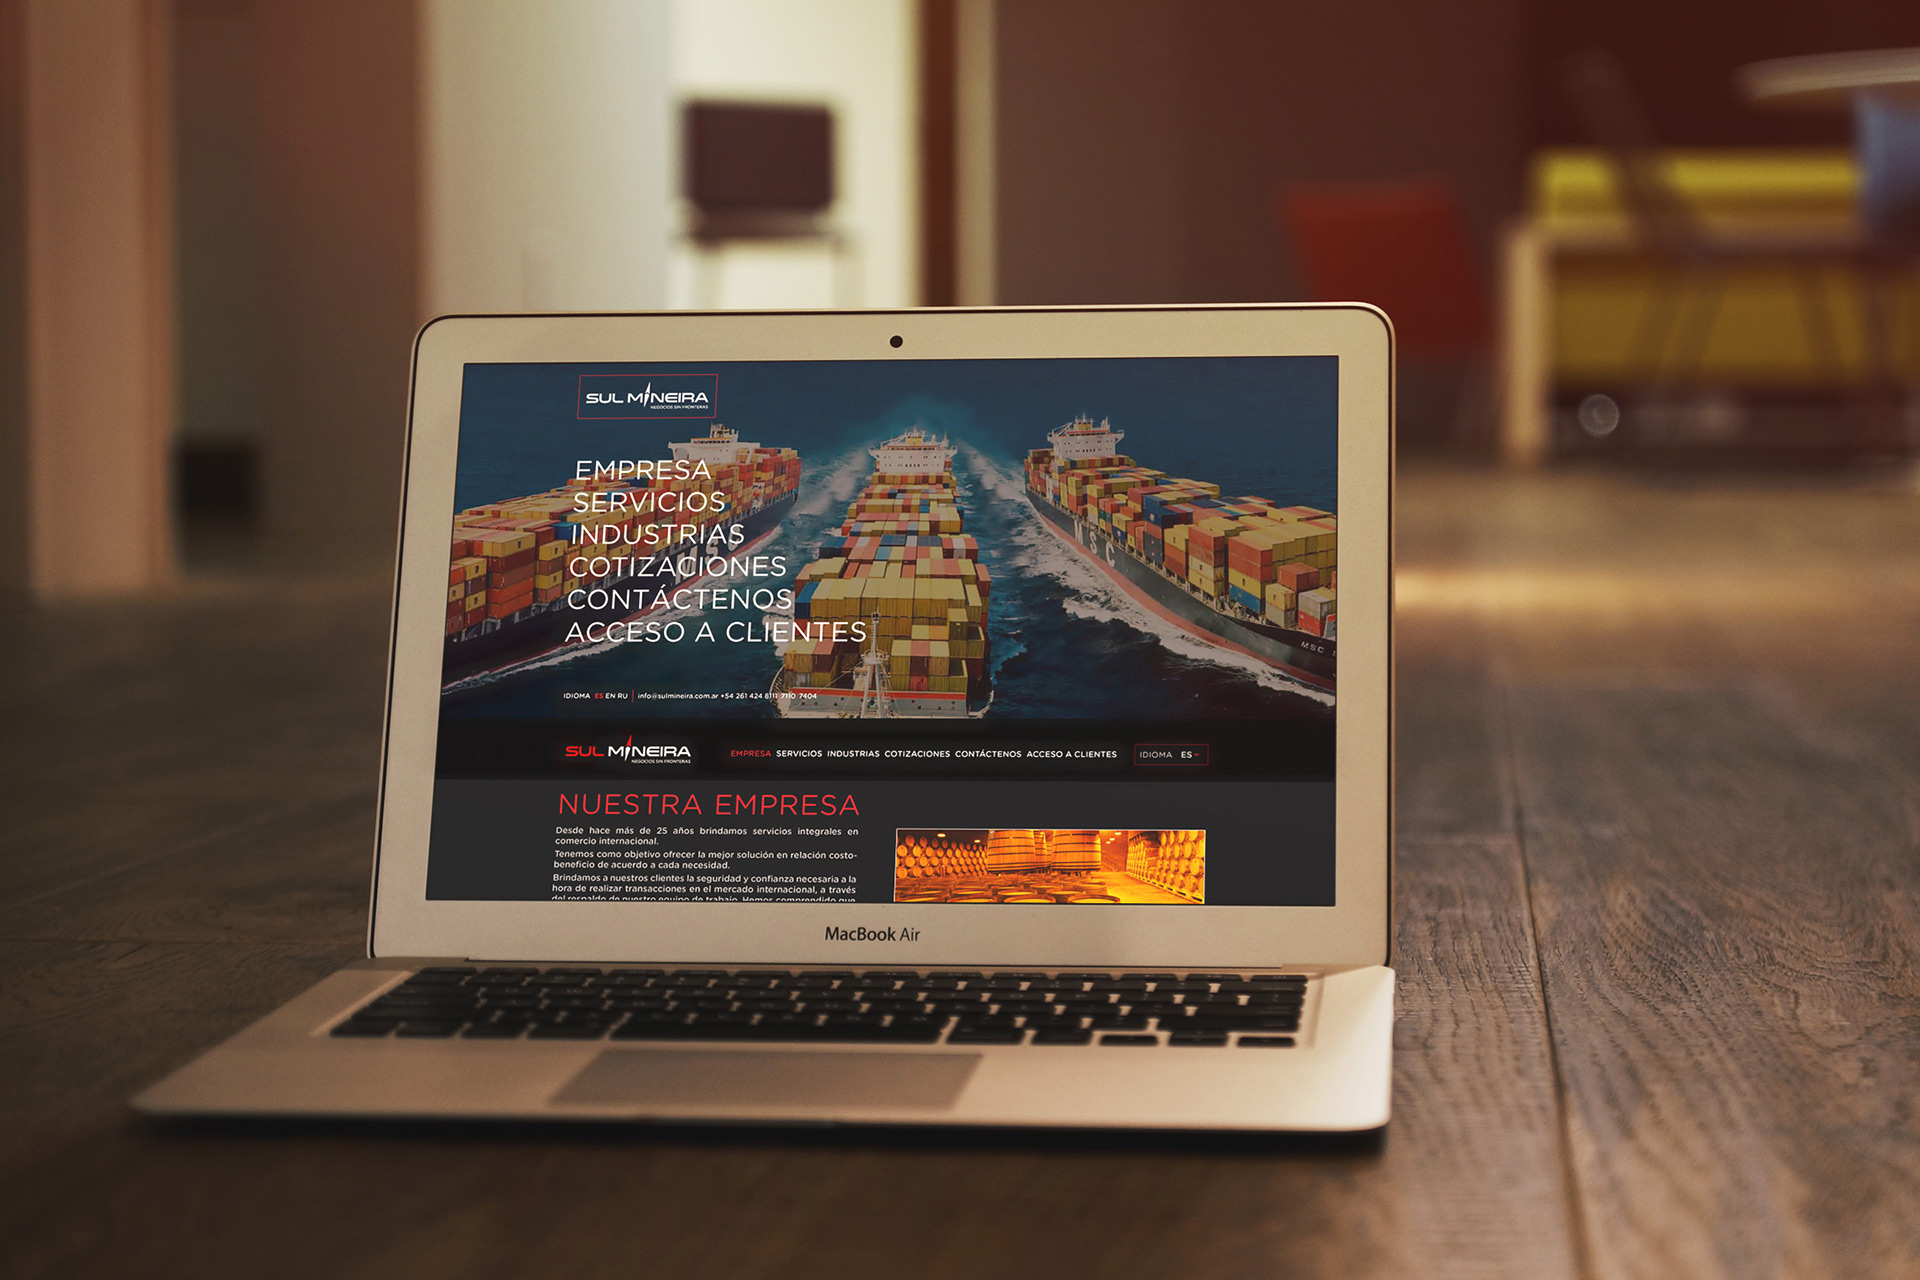 SUL MINEIRA
NEGOCIOS SIN FRONTERAS
EMPRESA
SERVICIOS
INDUSTRIAS
COTIZACIONES
CONTÁCTENOS
ACCESO A CLIENTES
MSC
MSC
MSC
IDIOMA ES EN RU | info@sulmineira.com.ar +54 261 424 8111 7110 7404
SUL MINEIRA
NEGOCIOS SIN FRONTERAS
EMPRESA SERVICIOS INDUSTRIAS COTIZACIONES CONTÁCTENOS ACCESO A CLIENTES
IDIOMA ES
NUESTRA EMPRESA
Desde hace más de 25 años brindamos servicios integrales en
comercio internacional.
Tenemos como objetivo ofrecer la mejor solución en relación costo-
beneficio de acuerdo a cada necesidad.
Brindamos a nuestros clientes la seguridad y confianza necesaria a la
hora de realizar transacciones en el mercado internacional, a través
del respaldo de nuestro equipo de trabajo. Hemos comprendido que
MacBook Air